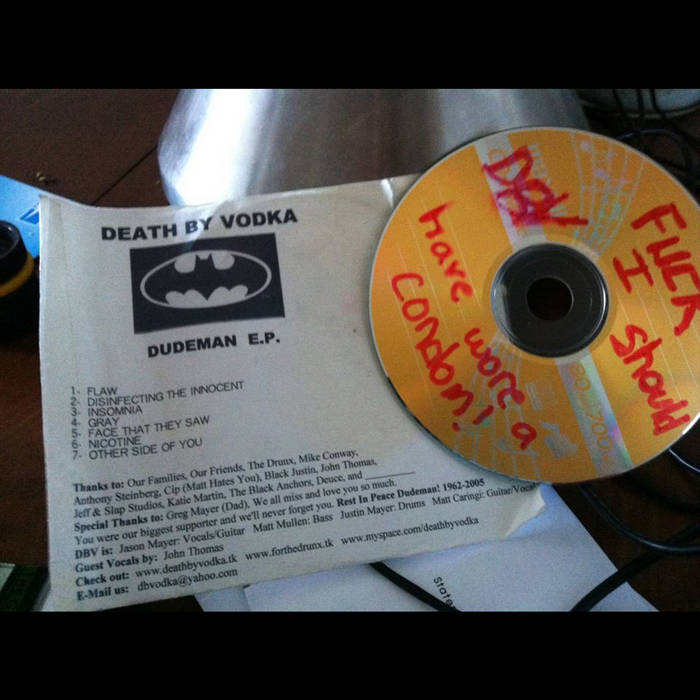 DEATH BY VODKA
DUDEMAN E.P.
1- FLAW
2- DISINFECTING THE INNOCENT
3- INSOMNIA
4- GRAY
5- FACE THAT THEY SAW
6- NICOTINE
7- OTHER SIDE OF YOU
Thanks to: Our Families, Our Friends, The Drunx, Mike Conway,
Anthony Steinberg, Cip (Matt Hates You), Black Justin, John Thomas,
Jeff & Slap Studios, Katie Martin, The Black Anchors, Deuce, and __________
Special Thanks to: Greg Mayer (Dad). We all miss and love you so much.
You were our biggest supporter and we'll never forget you. Rest In Peace Dudeman! 1962-2005
DBV is: Jason Mayer: Vocals/Guitar Matt Mullen: Bass Justin Mayer: Drums Matt Caringi: Guitar/Vocals
Guest Vocals by: John Thomas
Check out: www.deathbyvodka.tk www.forthedrunx.tk www.myspace.com/deathbyvodka
E-Mail us: dbvodka@yahoo.com
DBV
FUCK
I should
have wore a
Condom!
State